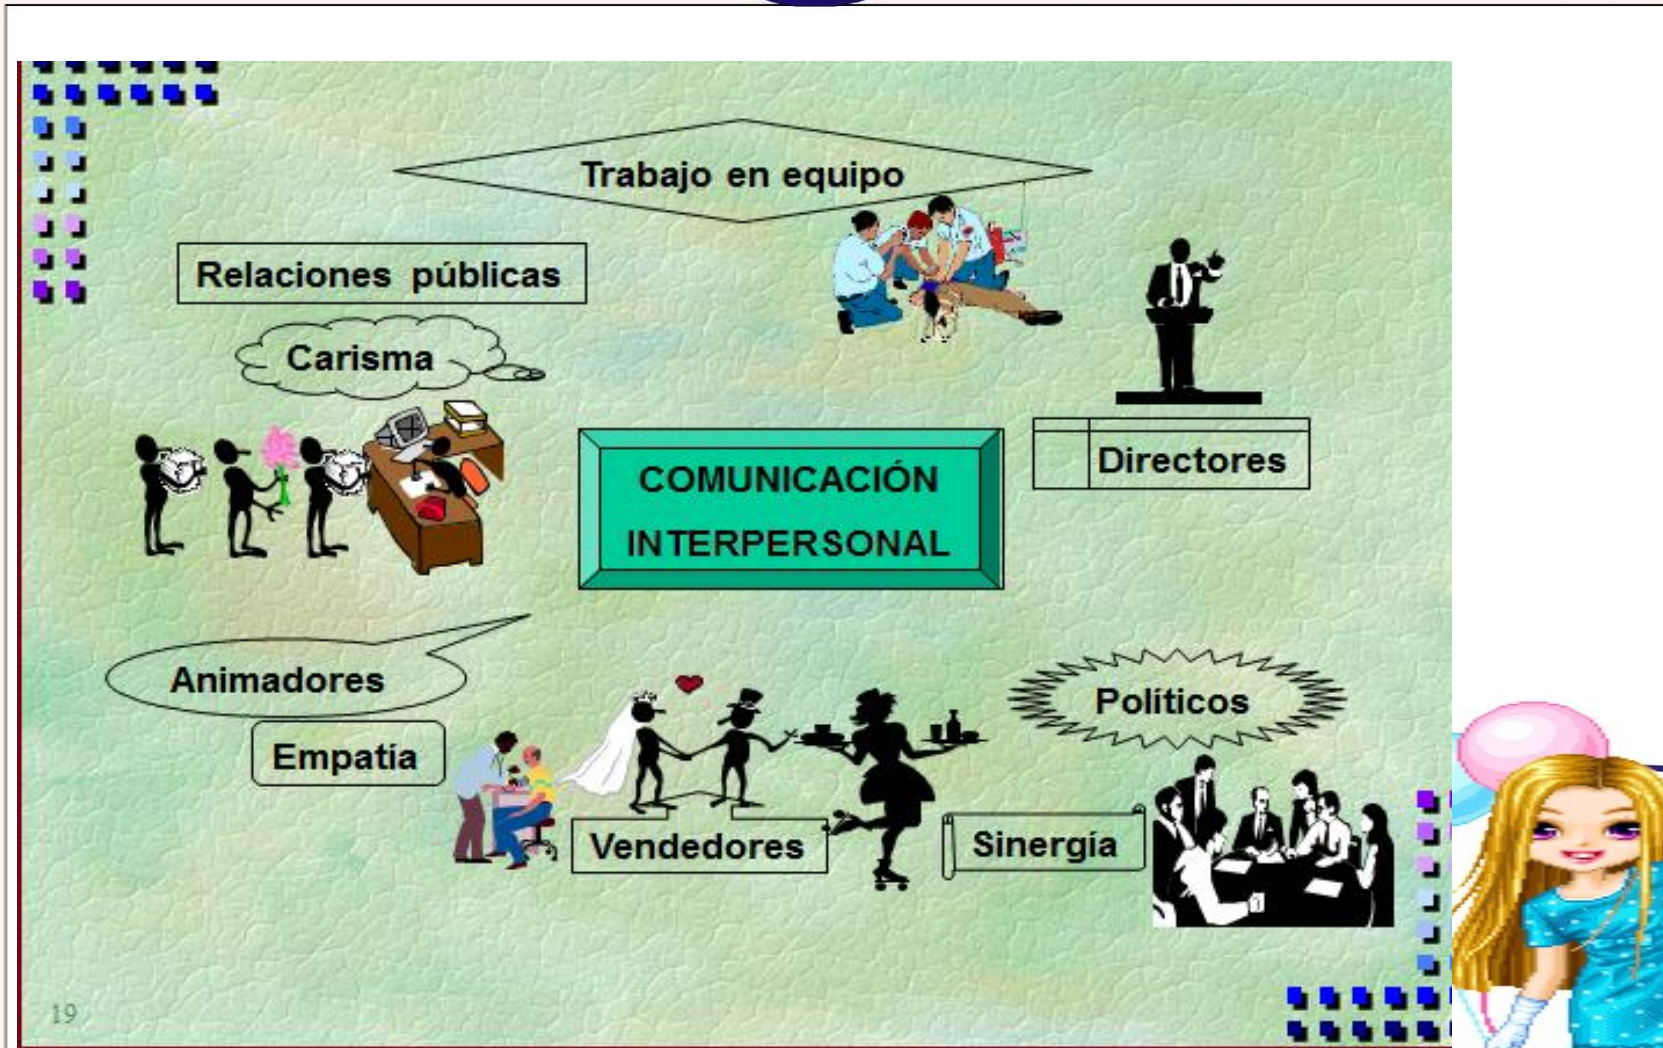 Trabajo en equipo
Relaciones públicas
Carisma
Directores
COMUNICACIÓN
INTERPERSONAL
Animadores
Empatía
Políticos
Vendedores
Sinergía
19